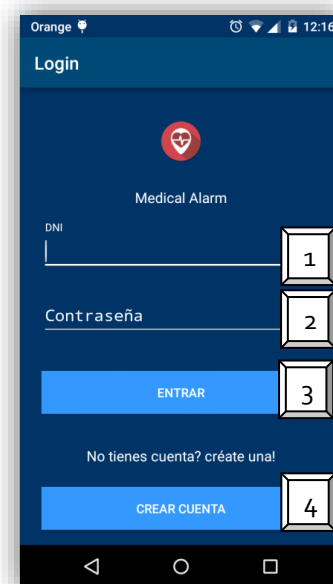 Orange 12:16
Login
Medical Alarm
DNI
1
Contraseña
2
ENTRAR
3
No tienes cuenta? créate una!
CREAR CUENTA
4